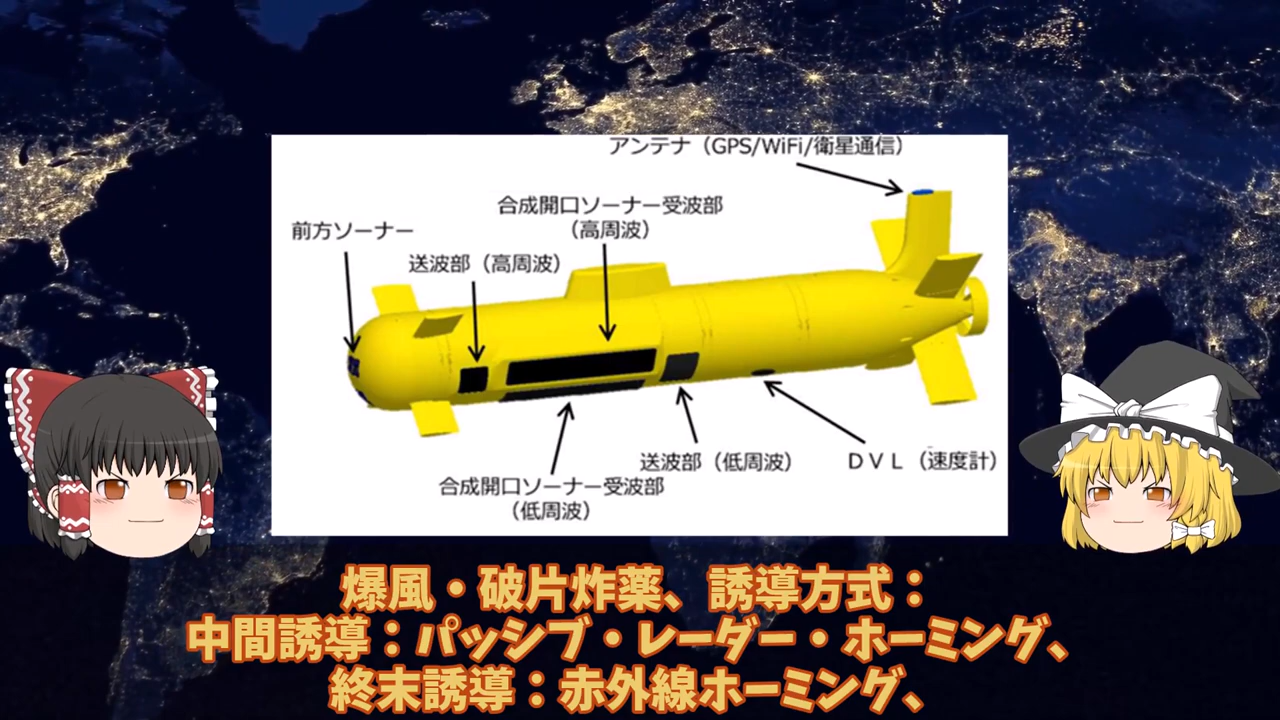 アンテナ（GPS/WiFi/衛星通信）
合成開口ソーナー受波部
（高周波）
前方ソーナー
送波部（高周波）
送波部（低周波）
DVL（速度計）
合成開口ソーナー受波部
（低周波）
爆風・破片炸薬、誘導方式：
中間誘導：パッシブ・レーダー・ホーミング、
終末誘導：赤外線ホーミング、